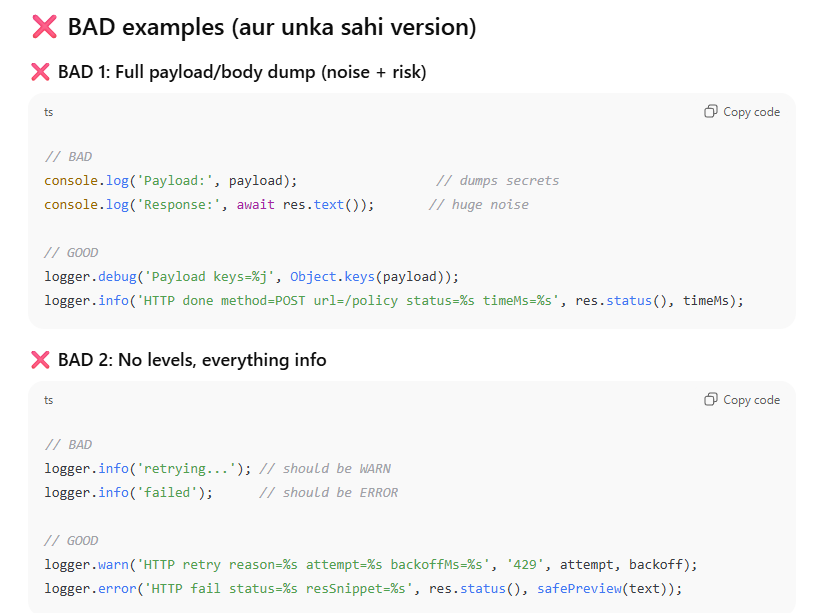 ❌ BAD examples (aur unka sahi version)
❌ BAD 1: Full payload/body dump (noise + risk)
ts
Copy code
// BAD
console.log('Payload:', payload);                  // dumps secrets
console.log('Response:', await res.text());       // huge noise
// GOOD
logger.debug('Payload keys=%j', Object.keys(payload));
logger.info('HTTP done method=POST url=/policy status=%s timeMs=%s', res.status(), timeMs);
❌ BAD 2: No levels, everything info
ts
Copy code
// BAD
logger.info('retrying...'); // should be WARN
logger.info('failed');      // should be ERROR
// GOOD
logger.warn('HTTP retry reason=%s attempt=%s backoffMs=%s', '429', attempt, backoff);
logger.error('HTTP fail status=%s resSnippet=%s', res.status(), safePreview(text));